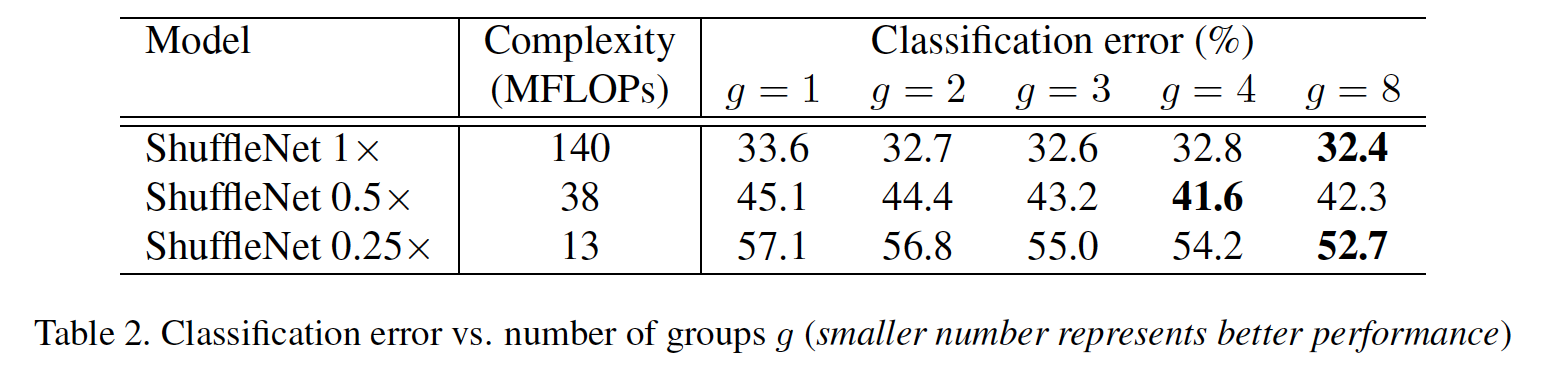 Model Complexity Classification error (%)
(MFLOPs) g = 1 g = 2 g = 3 g = 4 g = 8
ShuffleNet 1× 140 33.6 32.7 32.6 32.8 32.4
ShuffleNet 0.5× 38 45.1 44.4 43.2 41.6 42.3
ShuffleNet 0.25× 13 57.1 56.8 55.0 54.2 52.7
Table 2. Classification error vs. number of groups g (smaller number represents better performance)